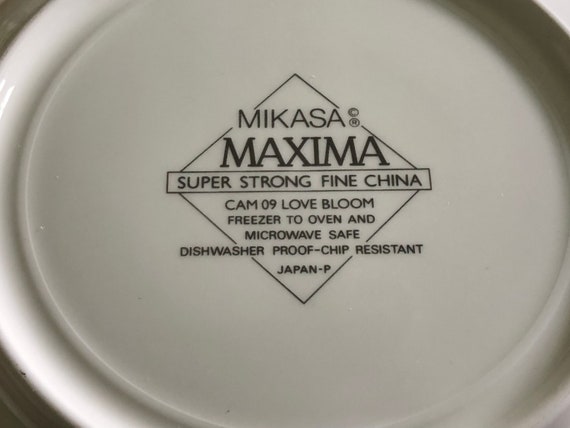 MIKASA ©®
MAXIMA
SUPER STRONG FINE CHINA
CAM 09 LOVE BLOOM
FREEZER TO OVEN AND
MICROWAVE SAFE
DISHWASHER PROOF-CHIP RESISTANT
JAPAN-P